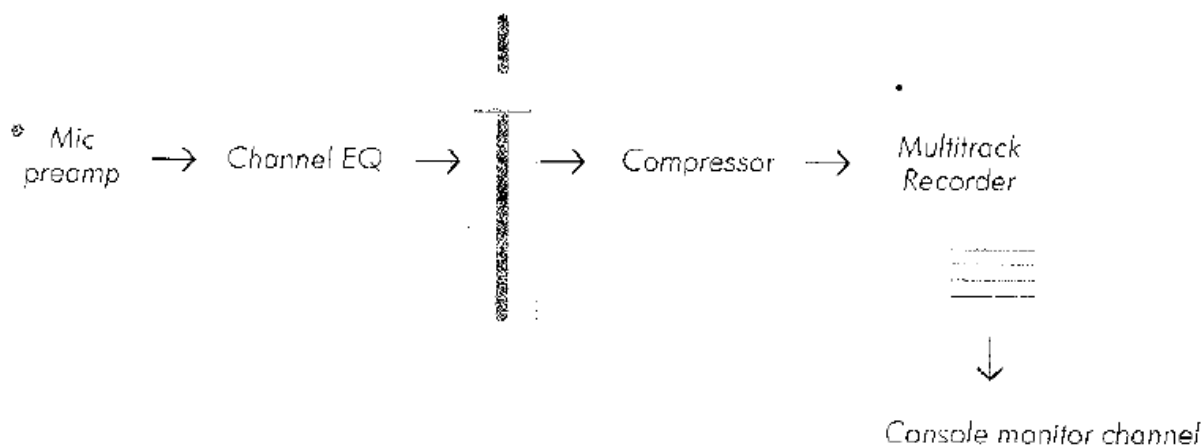 Mic
preamp
Channel EQ
Compressor
Multitrack
Recorder
Console monitor channel